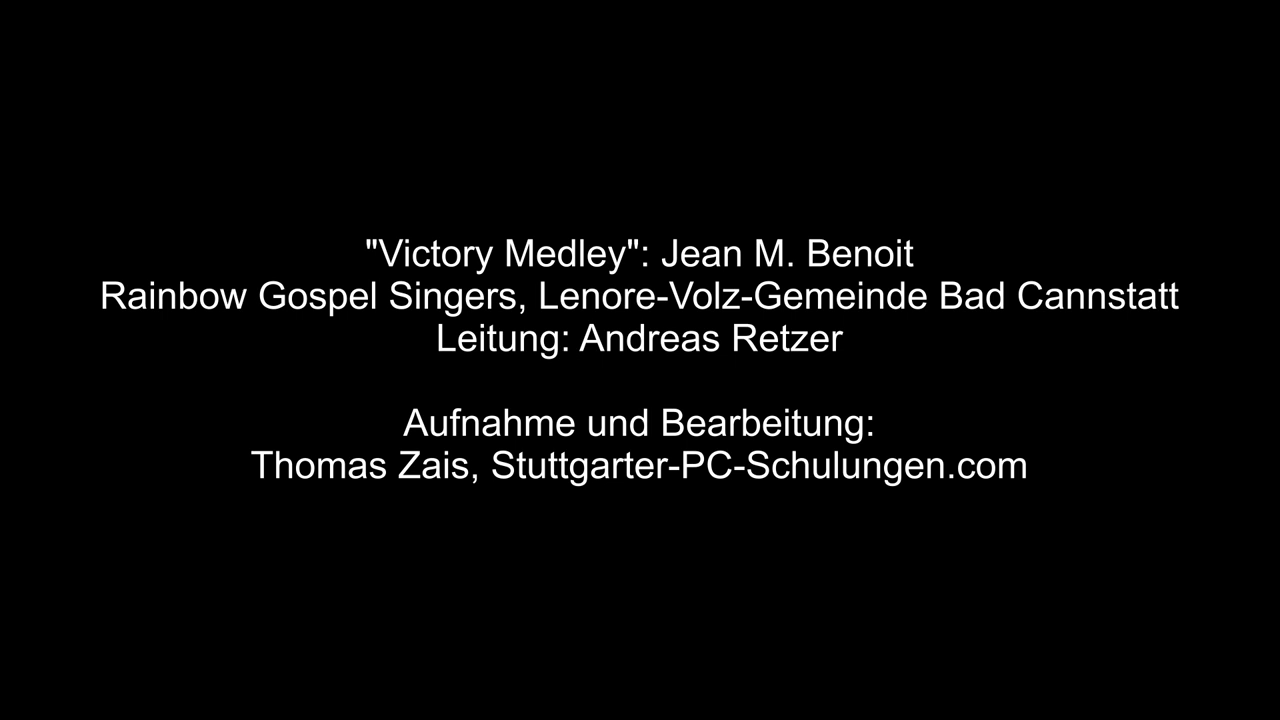 "Victory Medley": Jean M. Benoit
Rainbow Gospel Singers, Lenore-Volz-Gemeinde Bad Cannstatt
Leitung: Andreas Retzer
Aufnahme und Bearbeitung:
Thomas Zais, Stuttgarter-PC-Schulungen.com